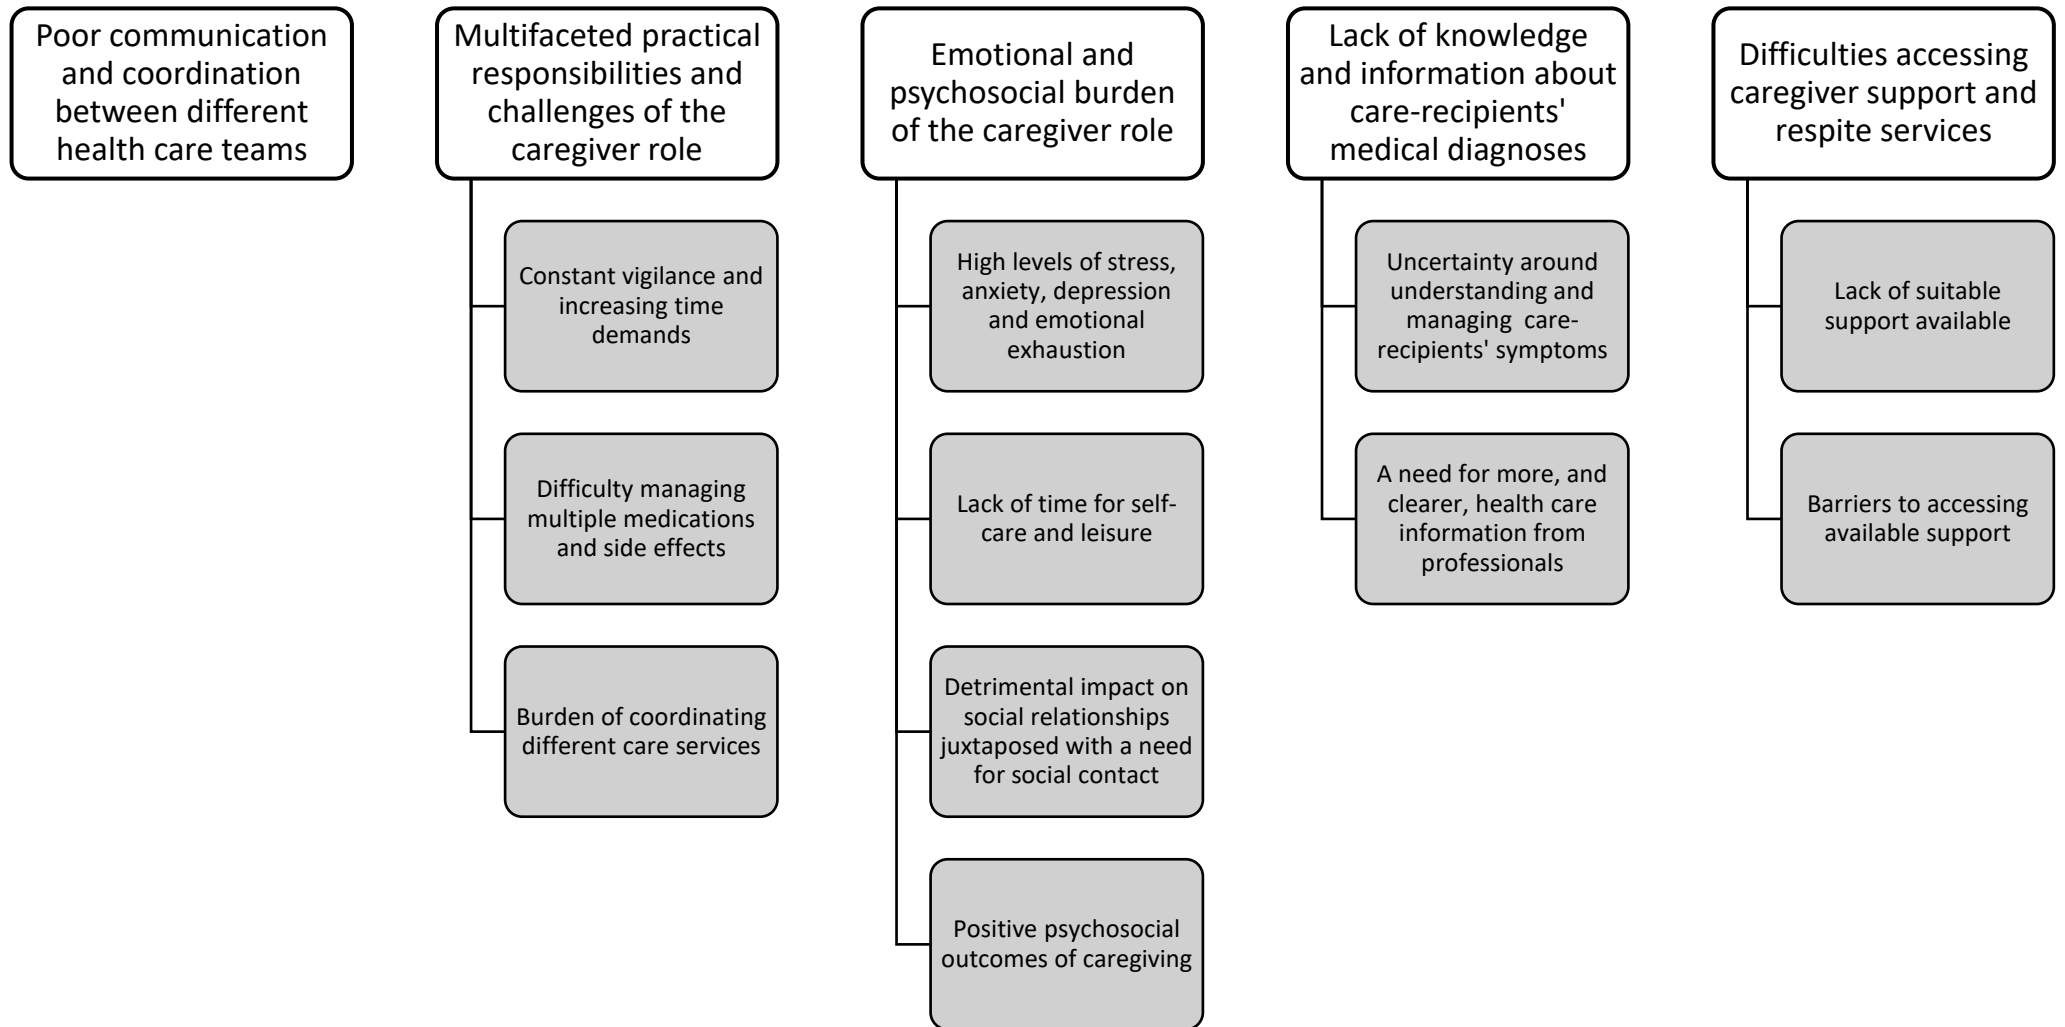 Poor communication
and coordination
between different
health care teams
Multifaceted practical
responsibilities and
challenges of the
caregiver role
Constant vigilance and
increasing time
demands
Difficulty managing
multiple medications
and side effects
Burden of coordinating
different care services
Emotional and
psychosocial burden
of the caregiver role
High levels of stress,
anxiety, depression
and emotional
exhaustion
Lack of time for self-
care and leisure
Detrimental impact on
social relationships
juxtaposed with a need
for social contact
Positive psychosocial
outcomes of caregiving
Lack of knowledge
and information about
care-recipients'
medical diagnoses
Uncertainty around
understanding and
managing  care-
recipients' symptoms
A need for more, and
clearer, health care
information from
professionals
Difficulties accessing
caregiver support and
respite services
Lack of suitable
support available
Barriers to accessing
available support